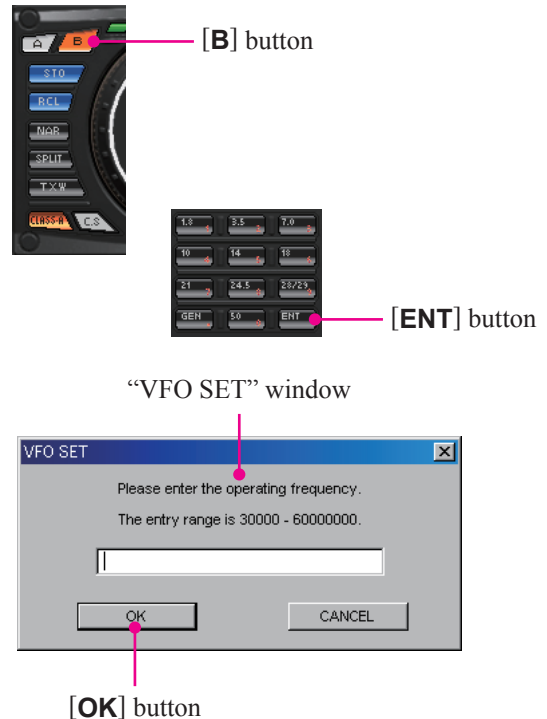 [B] button
A B
STO
RCL
NAR
SPLIT
TXW
CLASS-A C.S
1.8 3.5 7.0
10 14 18
21 24.5 28/29
GEN 50 ENT
[ENT] button
“VFO SET” window
VFO SET
Please enter the operating frequency.
The entry range is 30000 - 60000000.
OK CANCEL
[OK] button